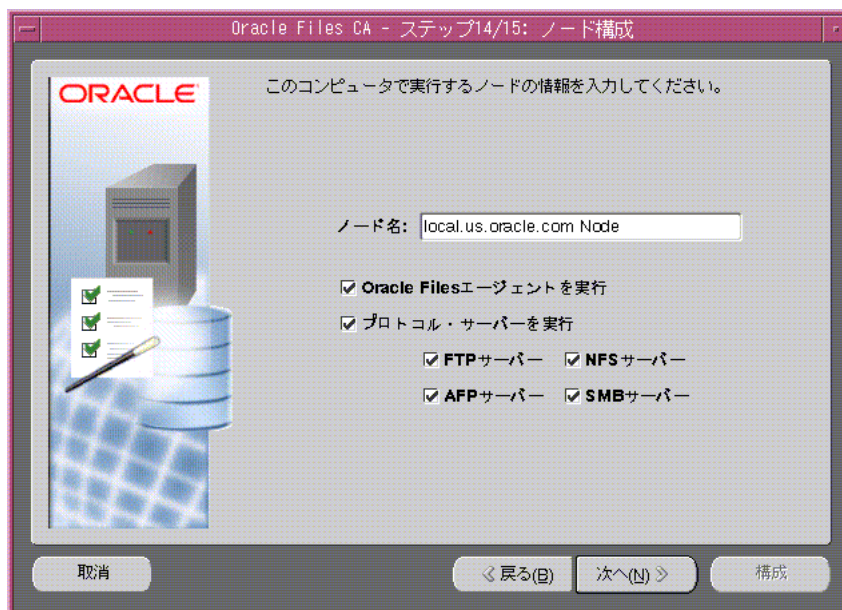 Oracle Files CA - ステップ14/15: ノード構成
ORACLE
このコンピュータで実行するノードの情報を入力してください。
ノード名: local.us.oracle.com Node
Oracle Filesエージェントを実行
プロトコル・サーバーを実行
FTPサーバー NFSサーバー
AFPサーバー SMBサーバー
取消 戻る(B) 次へ(N) 構成